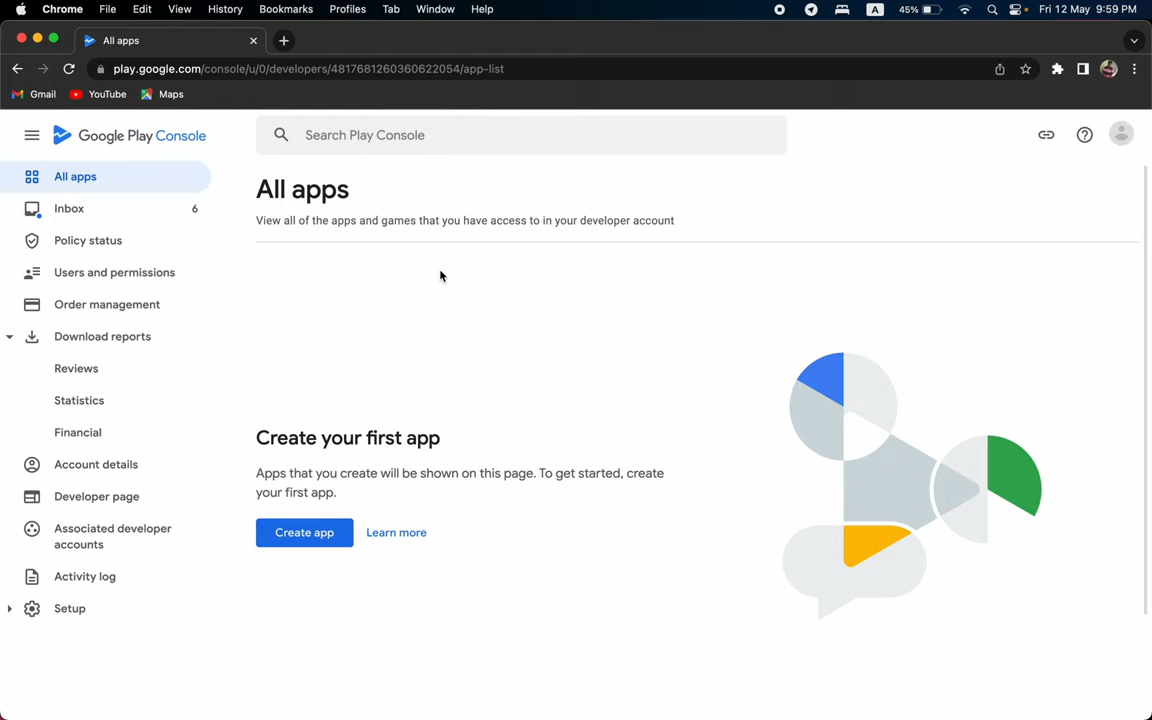 Chrome File Edit View History Bookmarks Profiles Tab Window Help A 45% Fri 12 May 9:59 PM
All apps
play.google.com/console/u/0/developers/4817681260360622054/app-list
Gmail YouTube Maps
Google Play Console
Search Play Console
All apps
Inbox 6
Policy status
Users and permissions
Order management
Download reports
Reviews
Statistics
Financial
Account details
Developer page
Associated developer
accounts
Activity log
Setup
All apps
View all of the apps and games that you have access to in your developer account
Create your first app
Apps that you create will be shown on this page. To get started, create
your first app.
Create app Learn more